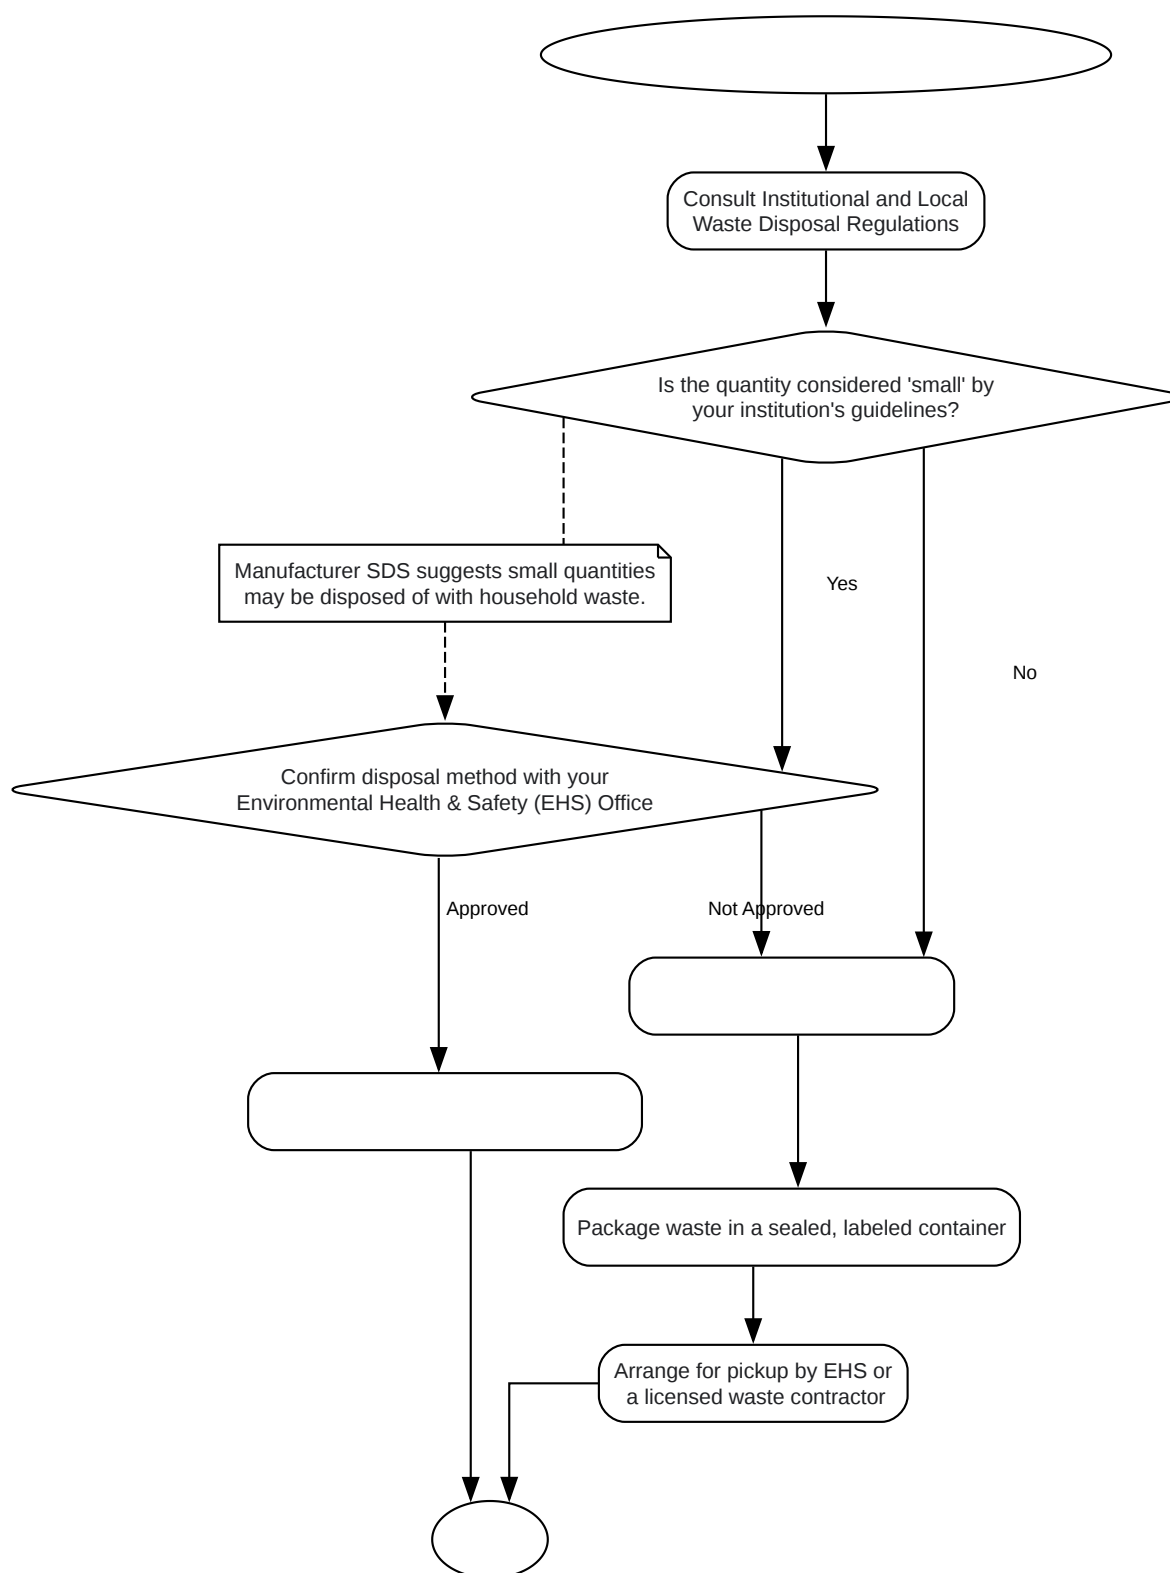 Consult Institutional and Local
Waste Disposal Regulations
Is the quantity considered 'small' by
your institution's guidelines?
Manufacturer SDS suggests small quantities
may be disposed of with household waste.
Yes
No
Confirm disposal method with your
Environmental Health & Safety (EHS) Office
Approved
Not Approved
Package waste in a sealed, labeled container
Arrange for pickup by EHS or
a licensed waste contractor